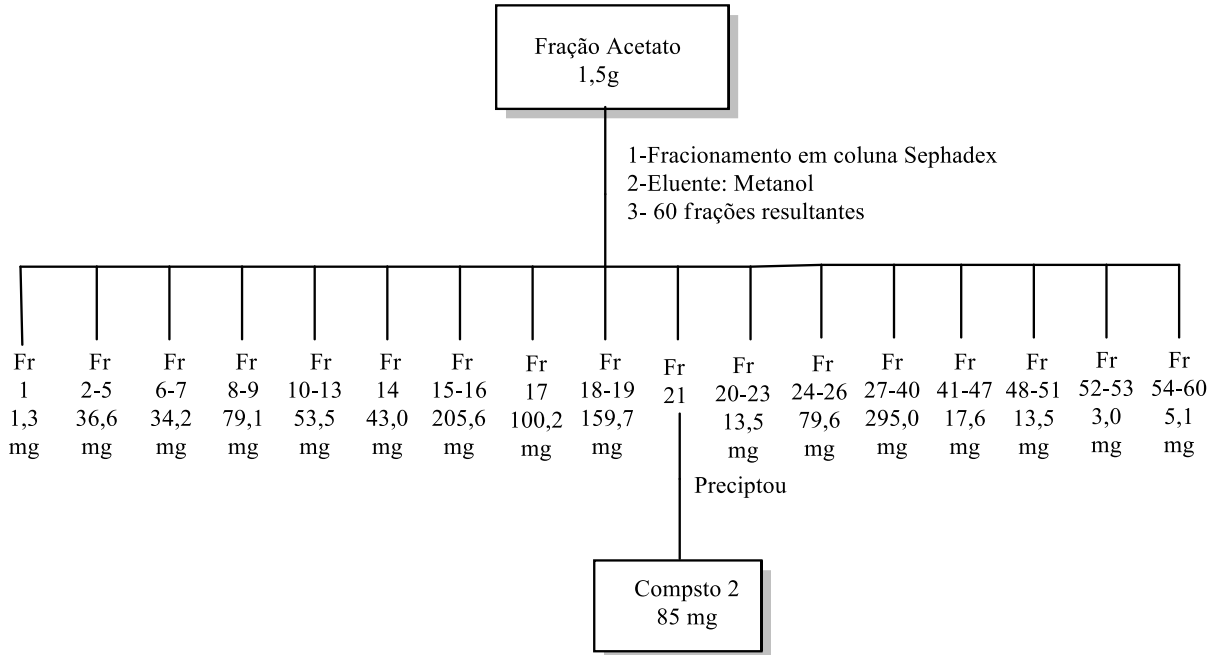 Fração Acetato
1,5g
1-Fracionamento em coluna Sephadex
2-Eluente: Metanol
3- 60 frações resultantes
Fr
1
1,3
mg
Fr
2-5
36,6
mg
Fr
6-7
34,2
mg
Fr
8-9
79,1
mg
Fr
10-13
53,5
mg
Fr
14
43,0
mg
Fr
15-16
205,6
mg
Fr
17
100,2
mg
Fr
18-19
159,7
mg
Fr
21
Fr
20-23
13,5
mg
Fr
24-26
79,6
mg
Fr
27-40
295,0
mg
Fr
41-47
17,6
mg
Fr
48-51
13,5
mg
Fr
52-53
3,0
mg
Fr
54-60
5,1
mg
Preciptou
Compsto 2
85 mg